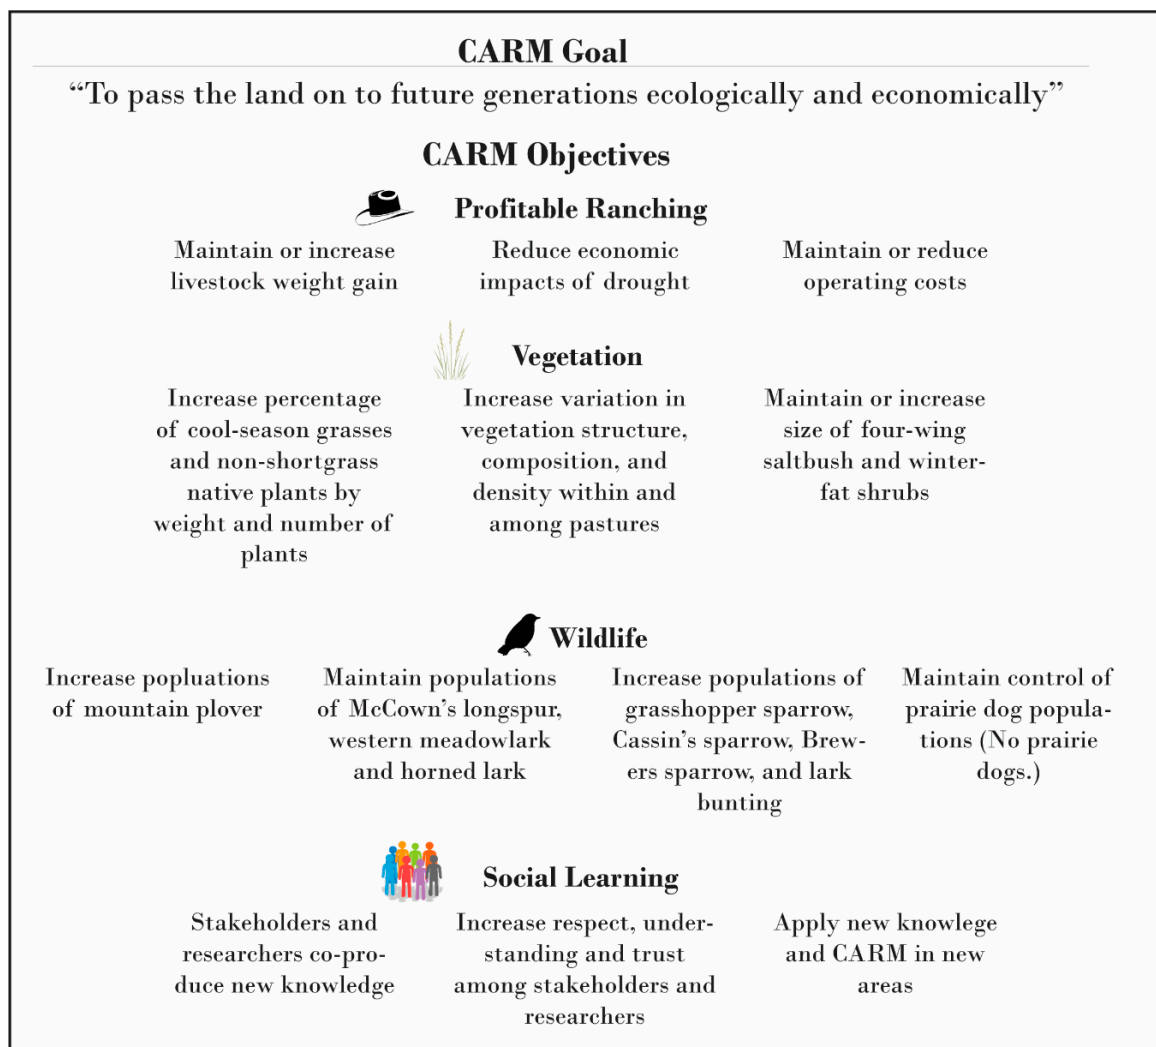 CARM Goal
“To pass the land on to future generations ecologically and economically”
CARM Objectives
Profitable Ranching
Maintain or increase
livestock weight gain
Reduce economic
impacts of drought
Maintain or reduce
operating costs
Vegetation
Increase percentage
of cool-season grasses
and non-shortgrass
native plants by
weight and number of
plants
Increase variation in
vegetation structure,
composition, and
density within and
among pastures
Maintain or increase
size of four-wing
saltbush and winter-
fat shrubs
Wildlife
Increase popluations
of mountain plover
Maintain populations
of McCown’s longspur,
western meadowlark
and horned lark
Increase populations of
grasshopper sparrow,
Cassin’s sparrow, Brew-
ers sparrow, and lark
bunting
Maintain control of
prairie dog popula-
tions (No prairie
dogs.)
Social Learning
Stakeholders and
researchers co-pro-
duce new knowledge
Increase respect, under-
standing and trust
among stakeholders and
researchers
Apply new knowlege
and CARM in new
areas